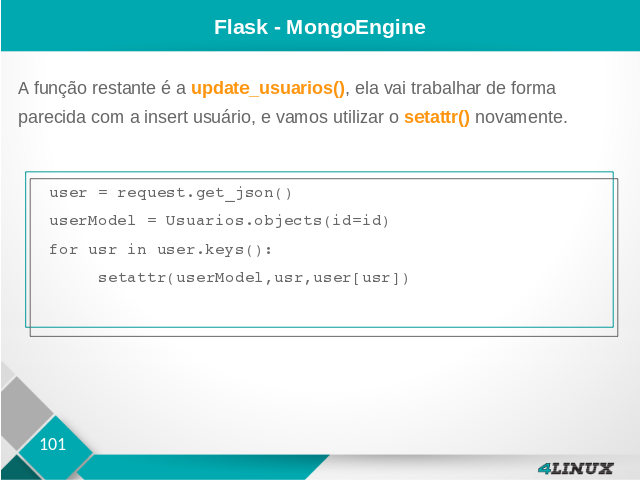 Flask - MongoEngine
A função restante é a update_usuarios(), ela vai trabalhar de forma
parecida com a insert usuário, e vamos utilizar o setattr() novamente.
user = request.get_json()
userModel = Usuarios.objects(id=id)
for usr in user.keys():
setattr(userModel,usr,user[usr])
101
4LINUX